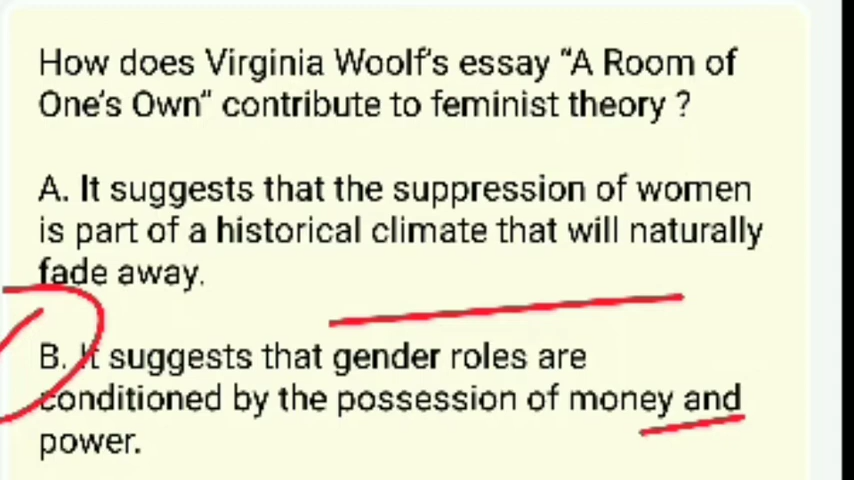 How does Virginia Woolf's essay “A Room of
One's Own” contribute to feminist theory ?
A. It suggests that the suppression of women
is part of a historical climate that will naturally
fade away.
B. It suggests that gender roles are
conditioned by the possession of money and
power.